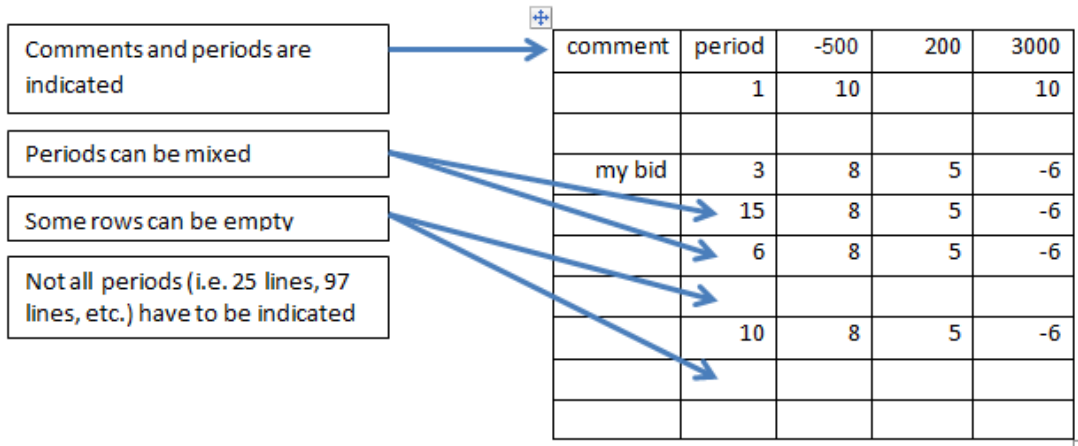 Comments and periods are
indicated
Periods can be mixed
Some rows can be empty
Not all periods (i.e. 25 lines, 97
lines, etc.) have to be indicated
comment period -500 200 3000
1 10 10
my bid 3 8 5 -6
15 8 5 -6
6 8 5 -6
10 8 5 -6